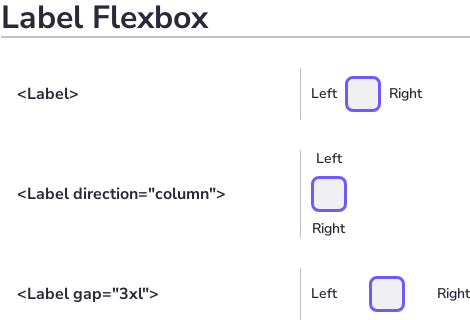 Label Flexbox
<Label>
Left
Right
<Label direction="column">
Left
Right
<Label gap="3xl">
Left
Right